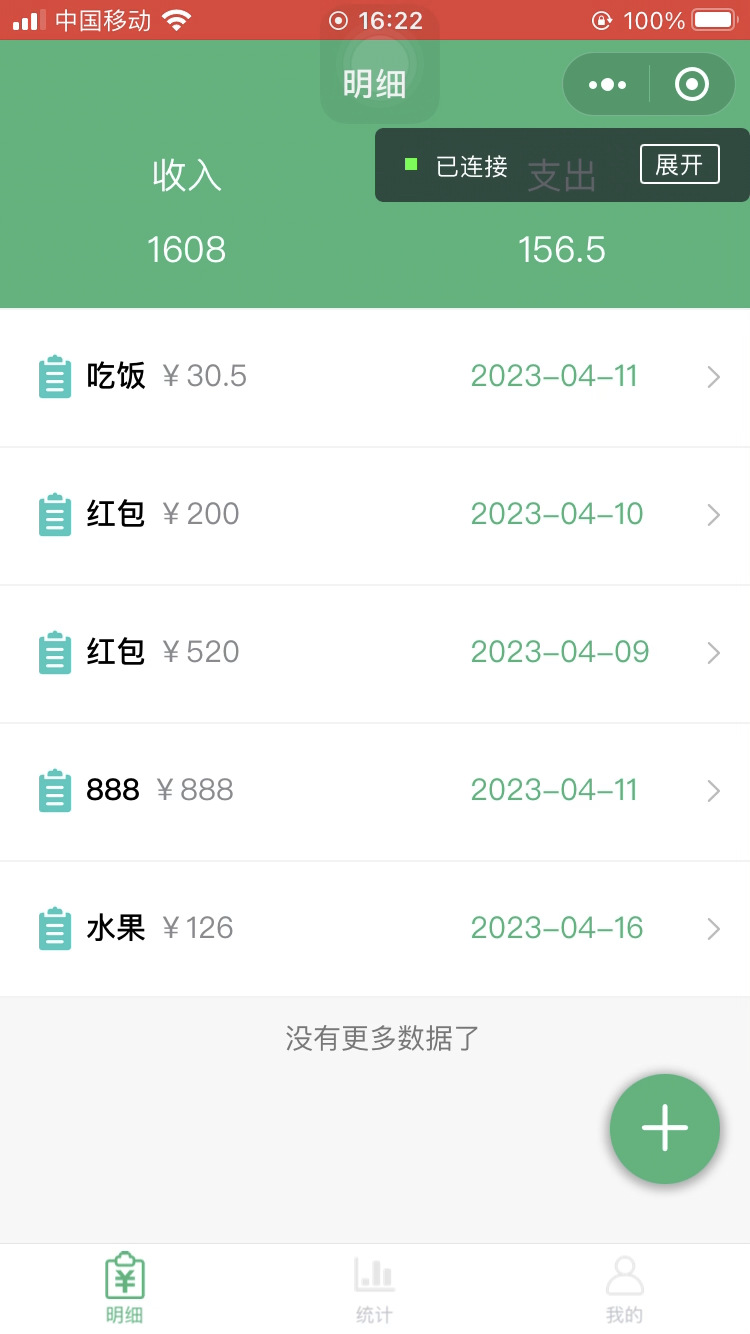 中国移动 16:22 100%
明细
已连接 展开
收入 支出
1608 156.5
吃饭 ¥30.5 2023-04-11
红包 ¥200 2023-04-10
红包 ¥520 2023-04-09
888 ¥888 2023-04-11
水果 ¥126 2023-04-16
没有更多数据了
明细 统计 我的